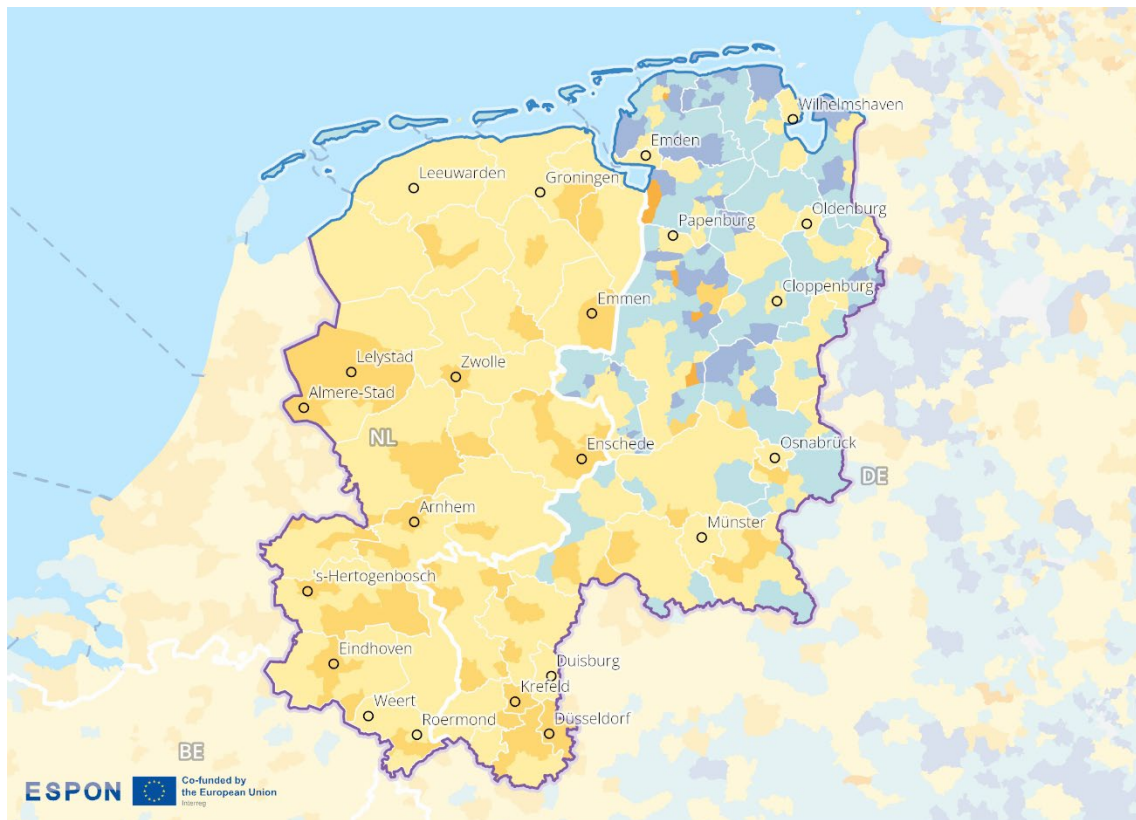 Wilhelmshaven
Emden
Leeuwarden
Groningen
Papenburg
Oldenburg
Cloppenburg
Emmen
Lelystad
Zwolle
Almere-Stad
NL
Enschede
Osnabrück
DE
Arnhem
Münster
's-Hertogenbosch
Eindhoven
Duisburg
Krefeld
Weert
Roermond
Düsseldorf
BE
ESPON
Co-funded by
the European Union
Interreg